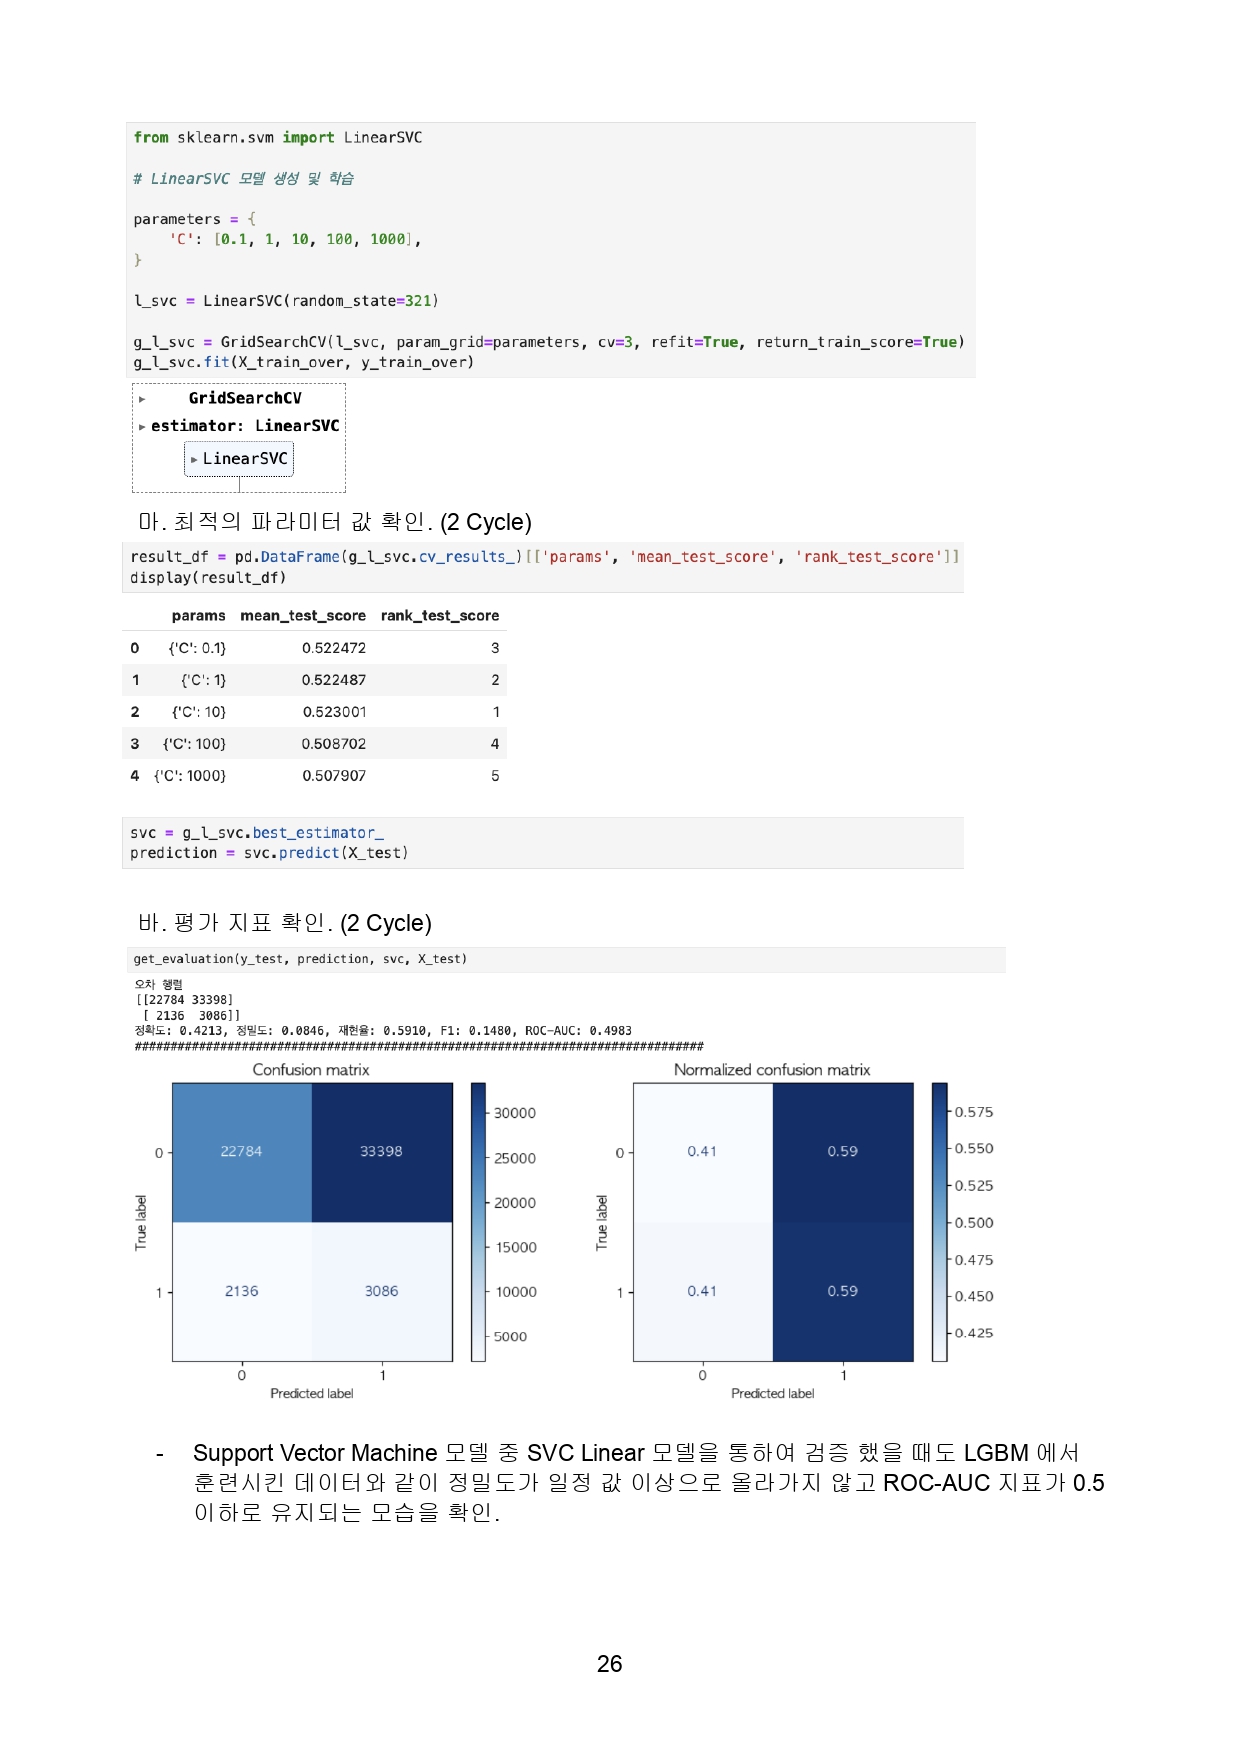 from sklearn.svm import LinearSVC
# LinearSVC 모델 생성 및 학습
parameters = {
'C': [0.1, 1, 10, 100, 1000],
}
l_svc = LinearSVC(random_state=321)
g_l_svc = GridSearchCV(l_svc, param_grid=parameters, cv=3, refit=True, return_train_score=True)
g_l_svc.fit(X_train_over, y_train_over)
GridSearchCV
estimator: LinearSVC
LinearSVC
마. 최적의 파라미터 값 확인. (2 Cycle)
result_df = pd.DataFrame(g_l_svc.cv_results_)[['params', 'mean_test_score', 'rank_test_score']]
display(result_df)
params mean_test_score rank_test_score
0 {'C': 0.1} 0.522472 3
1 {'C': 1} 0.522487 2
2 {'C': 10} 0.523001 1
3 {'C': 100} 0.508702 4
4 {'C': 1000} 0.507907 5
svc = g_l_svc.best_estimator_
prediction = svc.predict(X_test)
바. 평가 지표 확인. (2 Cycle)
get_evaluation(y_test, prediction, svc, X_test)
오차 행렬
[[22784 33398]
[ 2136 3086]]
정확도: 0.4213, 정밀도: 0.0846, 재현율: 0.5910, F1: 0.1480, ROC-AUC: 0.4983
################################################################################
Confusion matrix
22784 33398
2136 3086
0
1
0 1
True label
Predicted label
30000
25000
20000
15000
10000
5000
Normalized confusion matrix
0.41 0.59
0.41 0.59
0
1
0 1
True label
Predicted label
0.575
0.550
0.525
0.500
0.475
0.450
0.425
- Support Vector Machine 모델 중 SVC Linear 모델을 통하여 검증 했을 때도 LGBM 에서
훈련시킨 데이터와 같이 정밀도가 일정 값 이상으로 올라가지 않고 ROC-AUC 지표가 0.5
이하로 유지되는 모습을 확인.
26